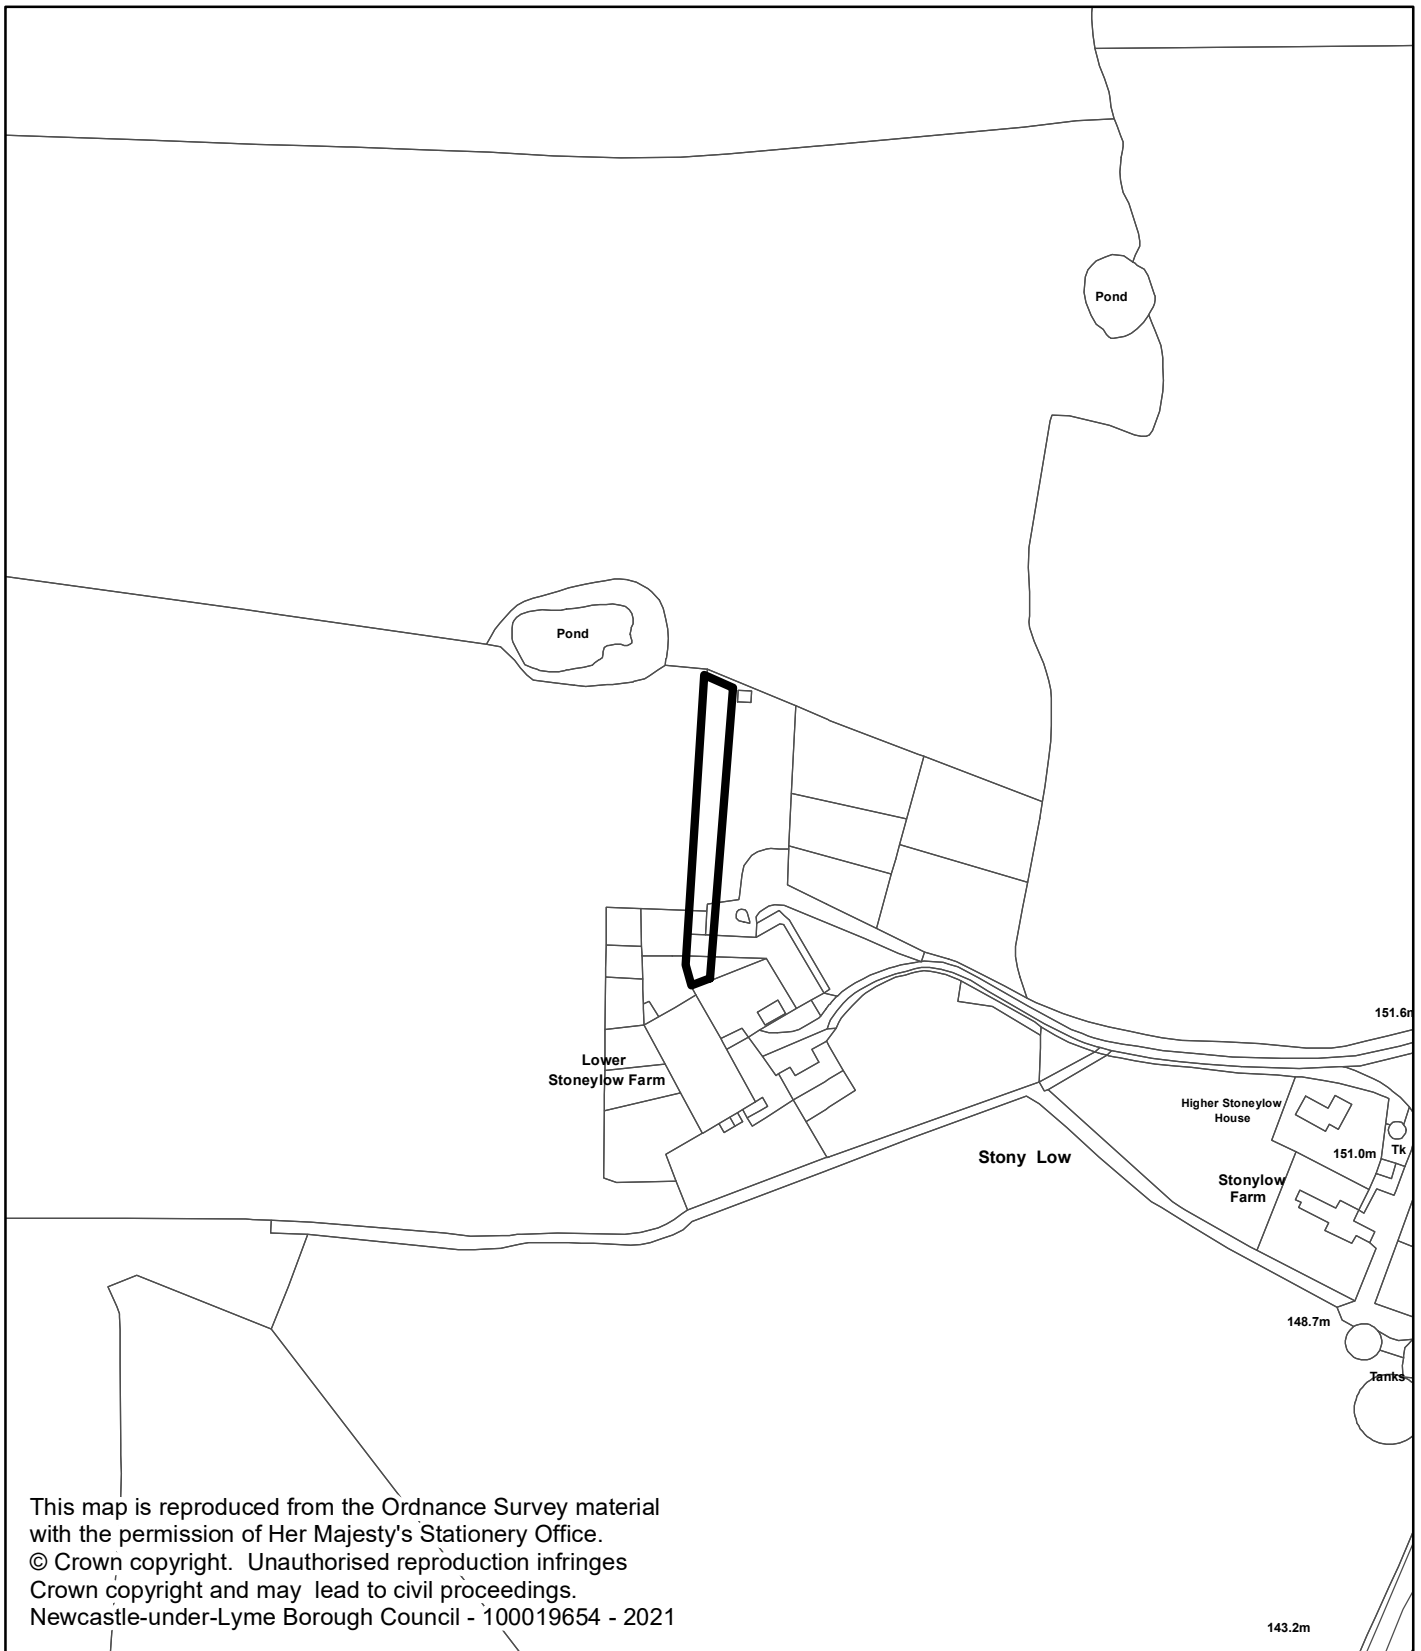 Pond
Pond
151.6m
Lower
Stoneylow Farm
Higher Stoneylow
House
151.0m
Tk
Stony Low
Stonylow
Farm
148.7m
Tanks
This map is reproduced from the Ordnance Survey material
with the permission of Her Majesty's Stationery Office.
© Crown copyright. Unauthorised reproduction infringes
Crown copyright and may lead to civil proceedings.
Newcastle-under-Lyme Borough Council - 100019654 - 2021
143.2m